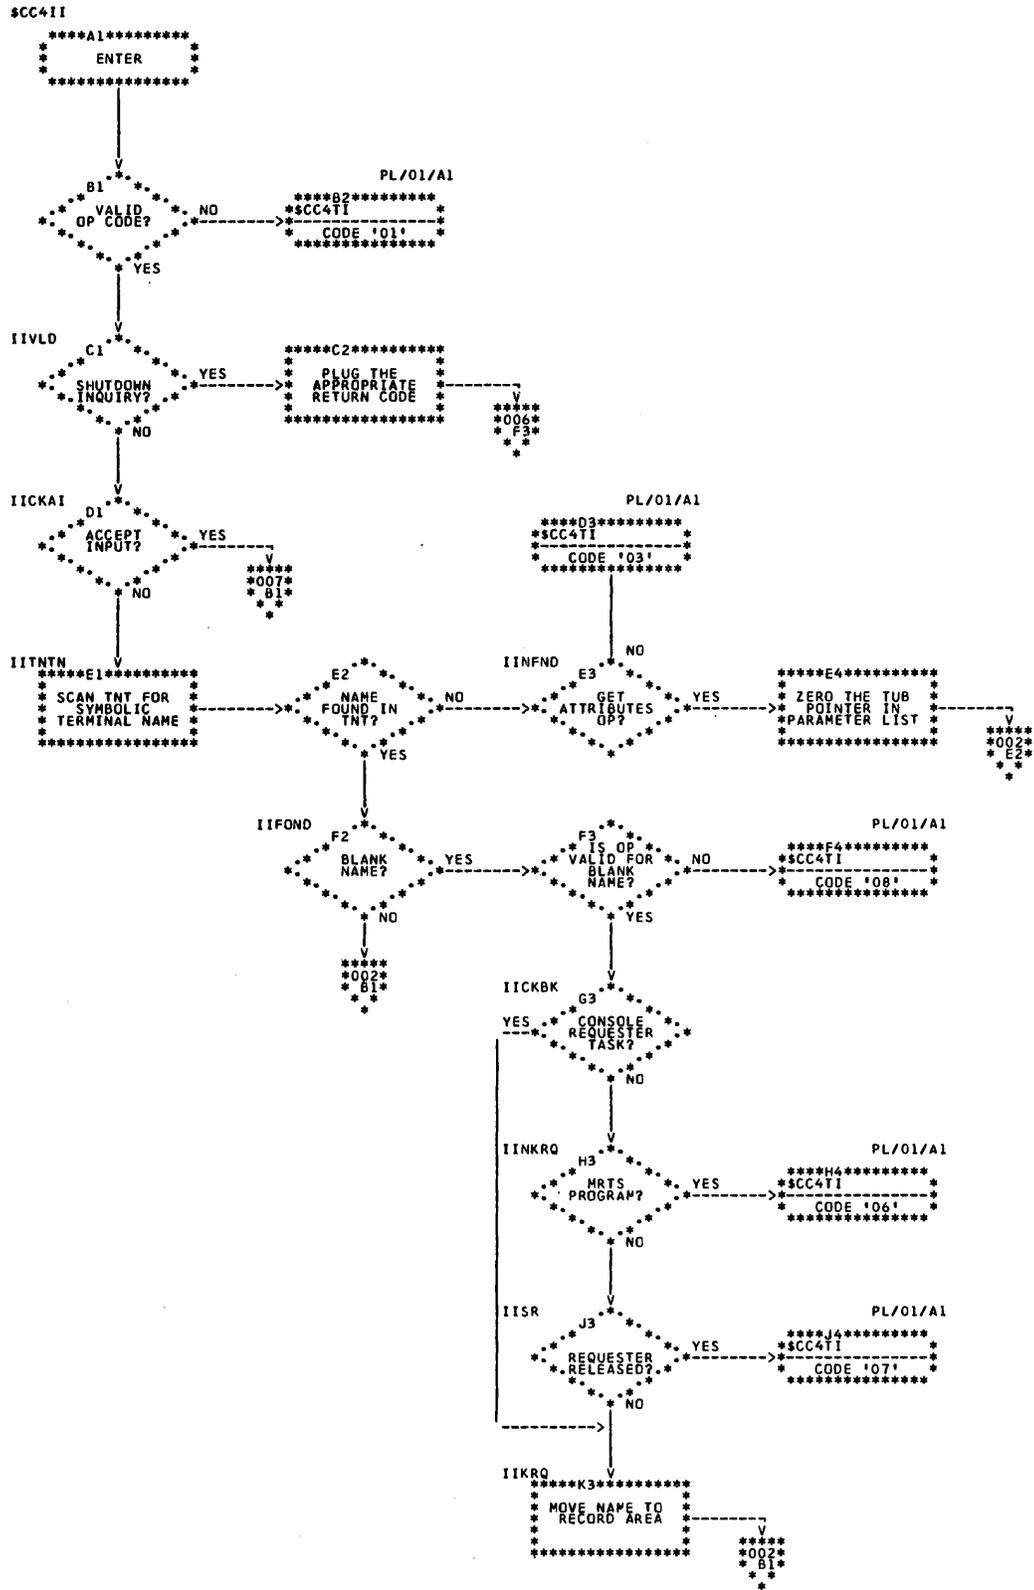 $CC4II
****A1*********
ENTER
***************
PL/01/A1
B1
VALID
OP CODE?
NO
****B2*********
*$CC4TI *
CODE '01'
***************
YES
IIVLD
C1
SHUTDOWN
INQUIRY?
YES
*****C2**********
PLUG THE
APPROPRIATE
RETURN CODE
*****************
NO
*****
*006*
F3*
IICKAI
D1
ACCEPT
INPUT?
YES
*****
*007*
B1*
NO
PL/01/A1
****D3*********
*$CC4TI *
CODE '03'
***************
IITNTN
*****E1**********
SCAN TNT FOR
SYMBOLIC
TERMINAL NAME
*****************
E2
NAME
FOUND IN
TNT?
NO
YES
IINFND
NO
E3
GET
ATTRIBUTES
OP?
YES
*****E4**********
ZERO THE TUB
POINTER IN
PARAMETER LIST
*****************
*****
*002*
E2*
IIFOND
F2
BLANK
NAME?
YES
NO
*****
*002*
B1*
F3
IS OP
VALID FOR
BLANK
NAME?
NO
YES
PL/01/A1
****F4*********
*$CC4TI *
CODE '08'
***************
IICKBK
G3
YES
CONSOLE
REQUESTER
TASK?
NO
IINKRQ
H3
MRTS
PROGRAM?
YES
NO
PL/01/A1
****H4*********
*$CC4TI *
CODE '06'
***************
IISR
J3
REQUESTER
RELEASED?
YES
NO
PL/01/A1
****J4*********
*$CC4TI *
CODE '07'
***************
IIKRQ
*****K3**********
MOVE NAME TO
RECORD AREA
*****************
*****
*002*
B1*